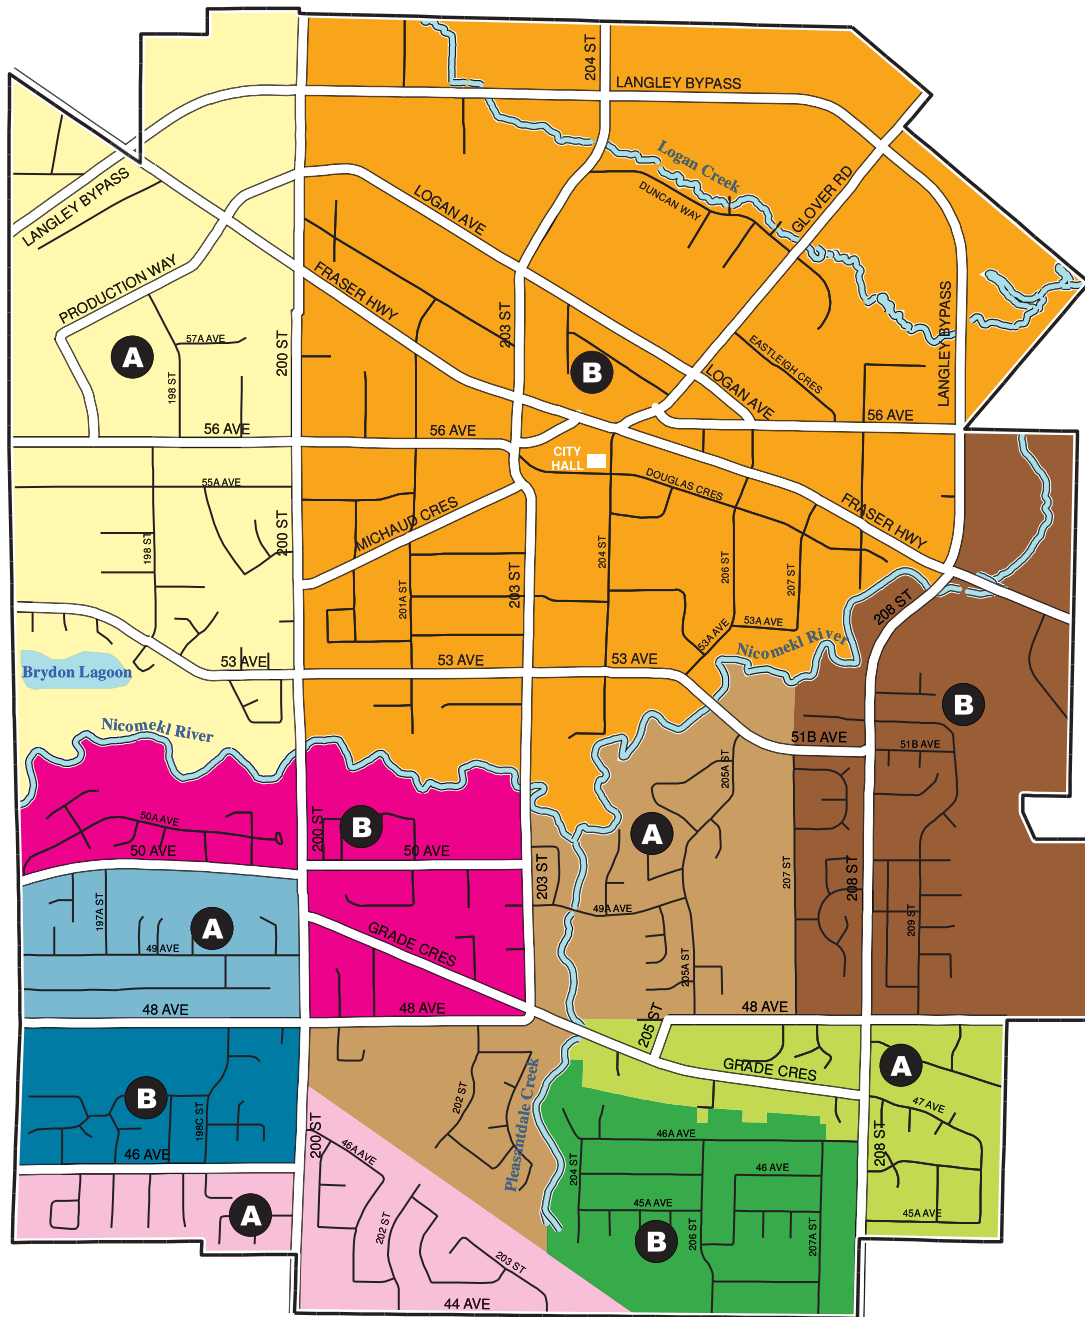 204 ST
LANGLEY BYPASS
Logan Creek
LANGLEY BYPASS
DUNCAN WAY
GLOVER RD
LOGAN AVE
PRODUCTION WAY
FRASER HWY
203 ST
LANGLEY BYPASS
200 ST
57A AVE
A
198 ST
B
EASTLEIGH CRES
LOGAN AVE
56 AVE
56 AVE
56 AVE
CITY
HALL
55A AVE
DOUGLAS CRES
MICHAUD CRES
FRASER HWY
198 ST
200 ST
201A ST
203 ST
204 ST
206 ST
207 ST
208 ST
53A AVE
53A AVE
Nicomekl River
53 AVE
53 AVE
53 AVE
Brydon Lagoon
B
Nicomekl River
51B AVE
51B AVE
205A ST
50A AVE
200 ST
B
A
50 AVE
50 AVE
203 ST
207 ST
208 ST
197A ST
A
49A AVE
209 ST
49 AVE
GRADE CRES
205A ST
48 AVE
48 AVE
48 AVE
205 ST
GRADE CRES
A
B
198C ST
202 ST
Pleasantdale Creek
47 AVE
46 AVE
200 ST
46A AVE
46A AVE
208 ST
204 ST
46 AVE
A
202 ST
45A AVE
45A AVE
206 ST
207A ST
B
203 ST
44 AVE